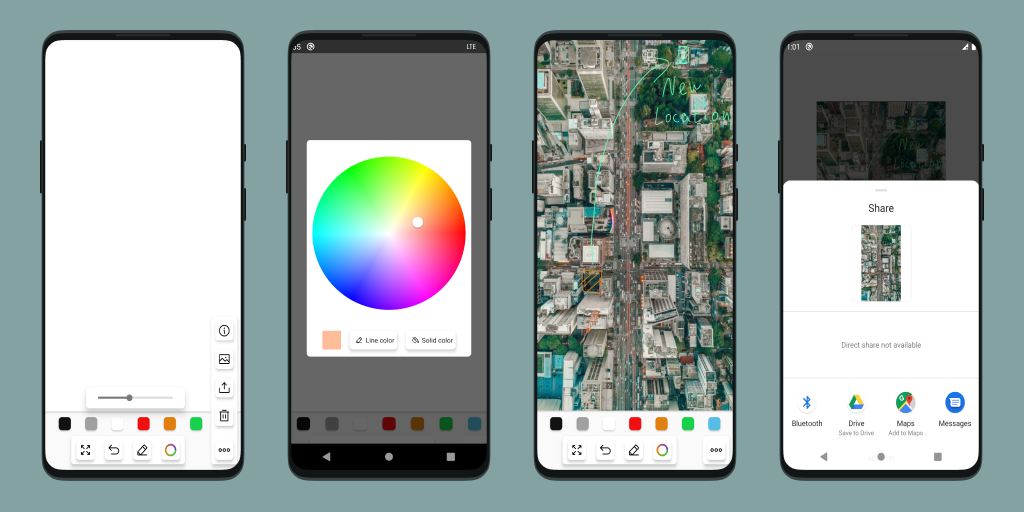 05
LTE
Line color
Solid color
New
Location
1:01
Share
Direct share not available
Bluetooth
Drive
Save to Drive
Maps
Add to Maps
Messages